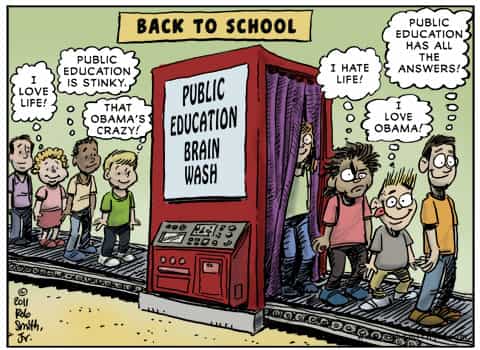 BACK TO SCHOOL
I
LOVE
LIFE!
PUBLIC
EDUCATION
IS STINKY.
THAT
OBAMA'S
CRAZY!
PUBLIC
EDUCATION
BRAIN
WASH
I HATE
LIFE!
I
LOVE
OBAMA!
PUBLIC
EDUCATION
HAS ALL
THE
ANSWERS!
©
2011
Rob
Smith,
Jr.